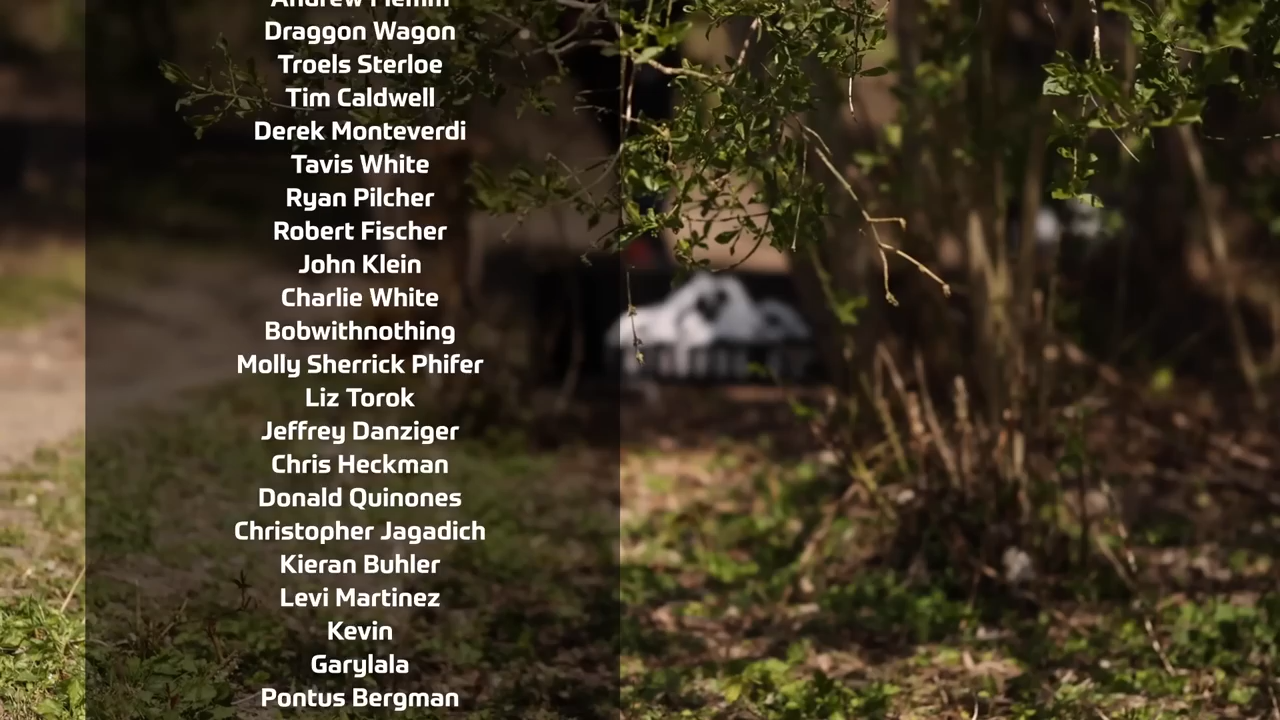 Draggon Wagon
Troels Sterloe
Tim Caldwell
Derek Monteverdi
Tavis White
Ryan Pilcher
Robert Fischer
John Klein
Charlie White
Bobwithnothing
Molly Sherrick Phifer
Liz Torok
Jeffrey Danziger
Chris Heckman
Donald Quinones
Christopher Jagadich
Kieran Buhler
Levi Martinez
Kevin
Garylala
Pontus Bergman